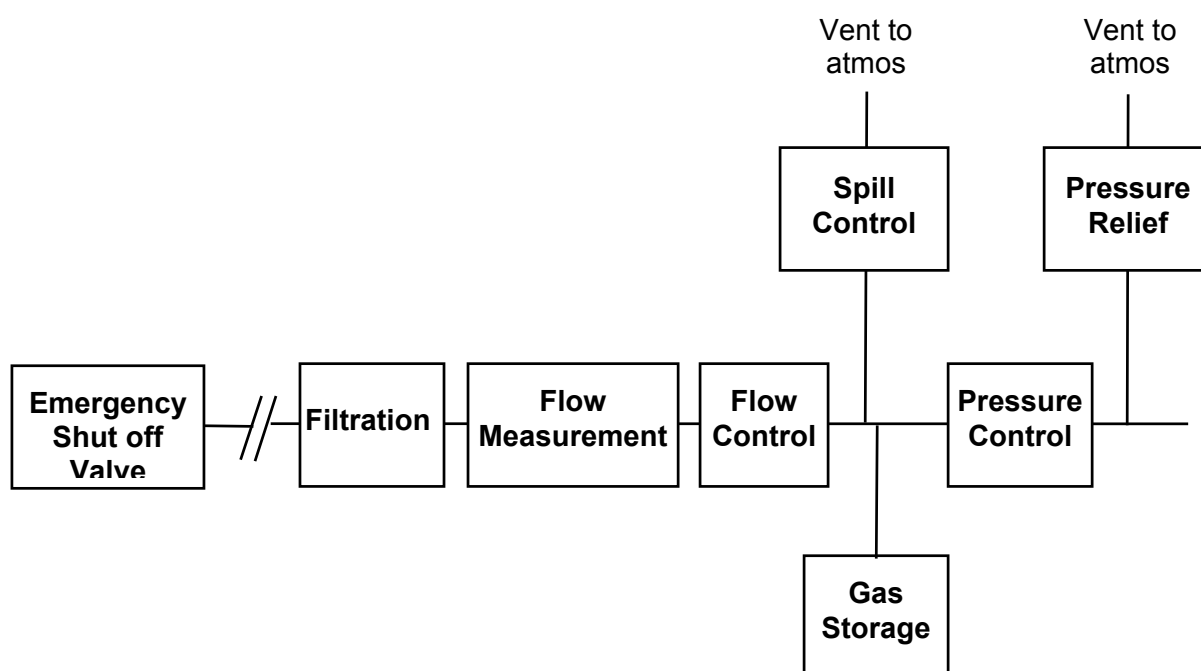 Vent to
atmos
Vent to
atmos
Spill
Control
Pressure
Relief
Emergency
Shut off
Valve
Filtration
Flow
Measurement
Flow
Control
Pressure
Control
Gas
Storage